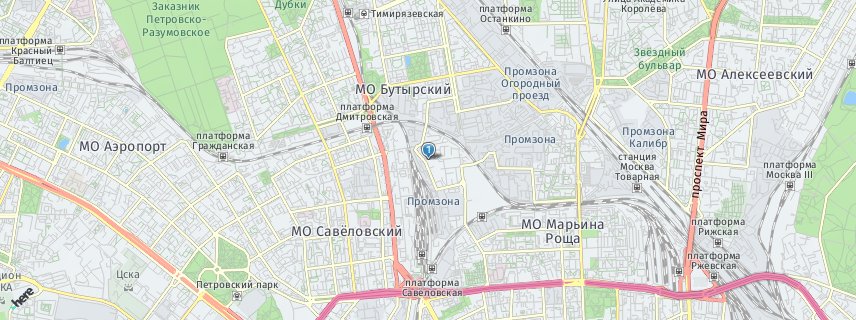 Заказник
Петровско-
Разумовское
Дубки
Тимирязевская
платформа
Останкино
Улица Академика
Королёва
платформа
Красный
Балтиец
Звёздный
бульвар
МО Алексеевский
Промзона
МО Бутырский
Промзона
Огородный
проезд
платформа
Дмитровская
проспект Мира
МО Аэропорт
платформа
Гражданская
Промзона
Промзона
Калибр
1
станция
Москва
Товарная
платформа
Москва III
Промзона
МО Савёловский
МО Марьина
Роща
платформа
Рижская
Цска
Петровский парк
платформа
Савёловская
платформа
Ржевская
here